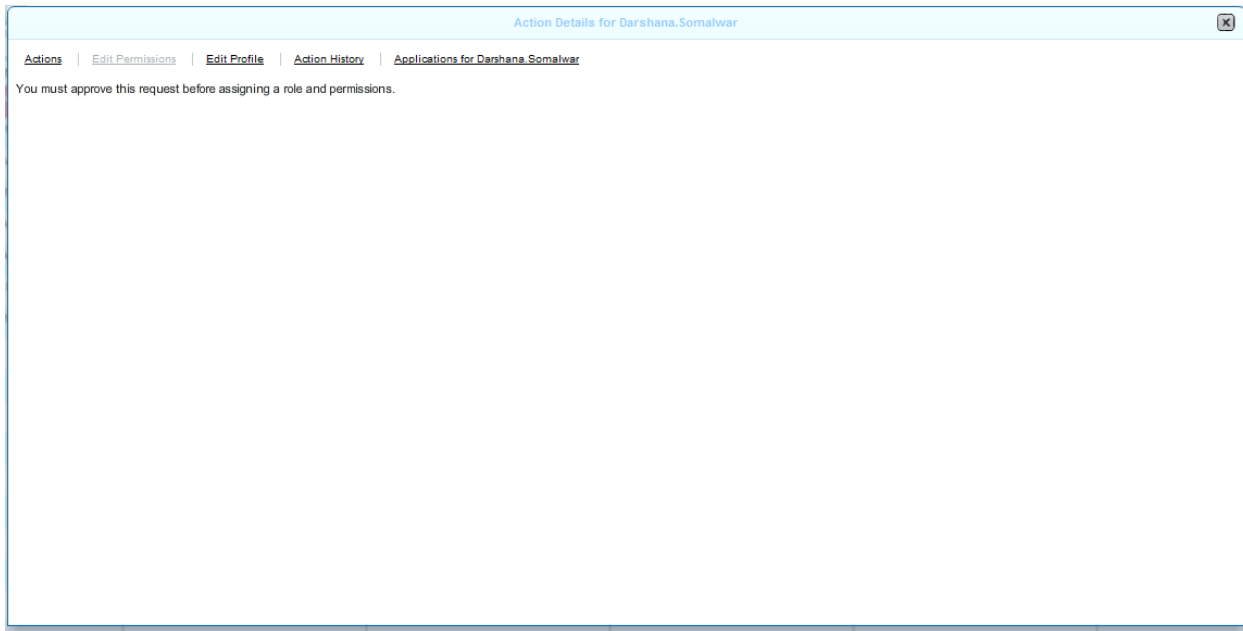 Action Details for Darshana.Somalwar
Actions | Edit Permissions | Edit Profile | Action History | Applications for Darshana.Somalwar
You must approve this request before assigning a role and permissions.